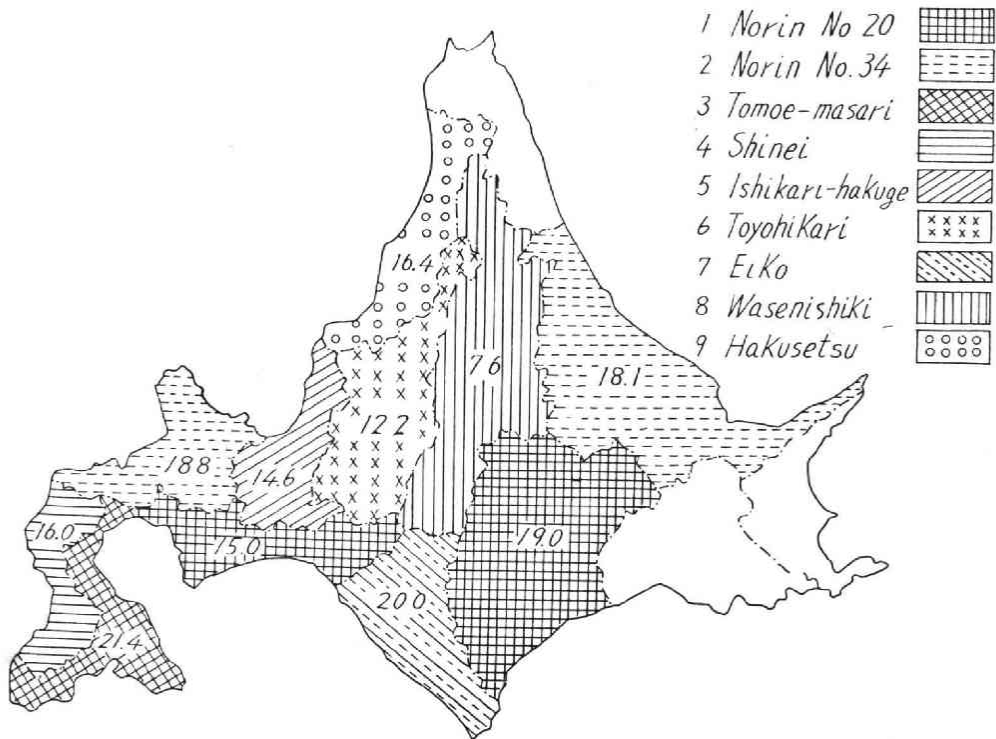 1 Norin No 20
2 Norin No. 34
3 Tomoe-masari
4 Shinei
5 Ishikari-hakuge
6 ToyohiKari
7 EiKo
8 Wasenishiki
9 Hakusetsu
16.4
7.6
18.1
12 2
18 8
14.6
16.0
15.0
19.0
20 0
21.4